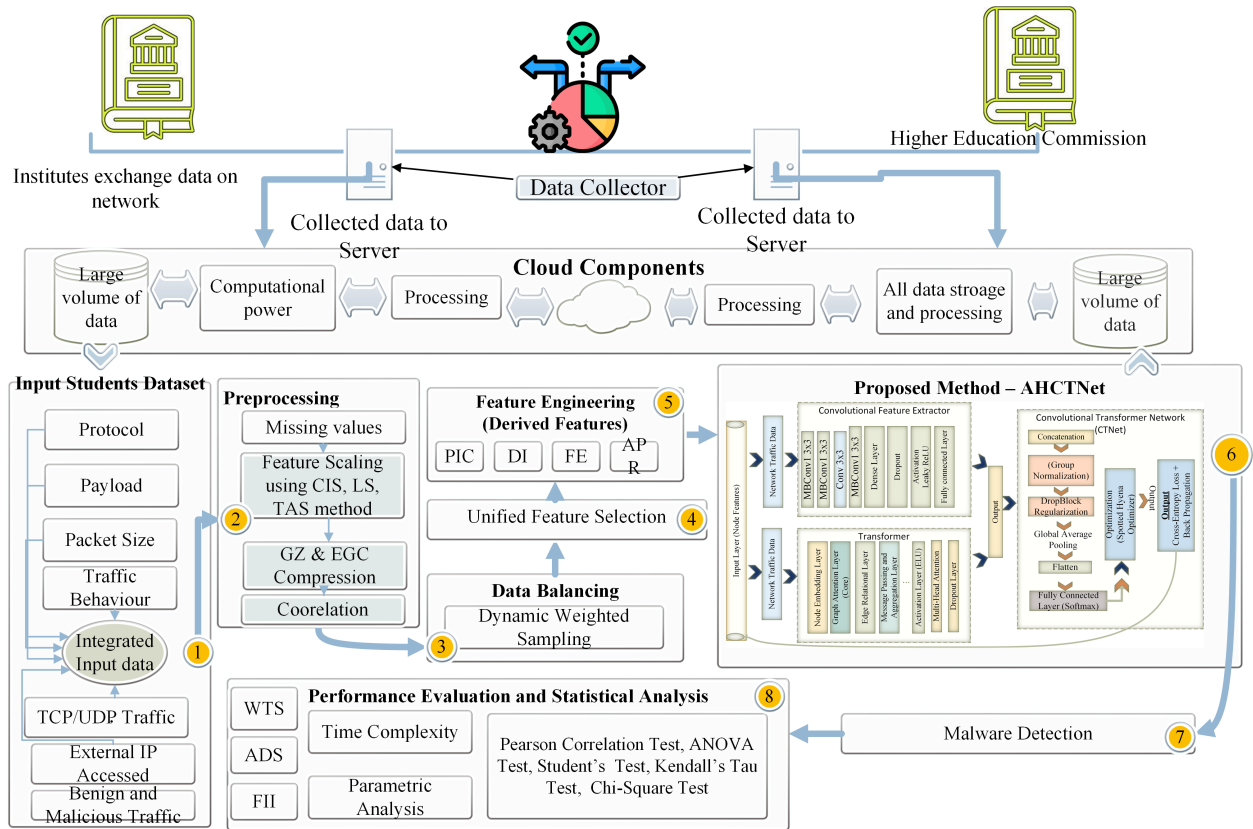 Higher Education Commission
Institutes exchange data on
network
Data Collector
Collected data to
Server
Collected data to
Server
Cloud Components
Large
volume of
data
Computational
power
Processing
Processing
All data stroage
and processing
Large
volume of
data
Input Students Dataset
Protocol
Payload
Packet Size
Traffic
Behaviour
Integrated
Input data
1
TCP/UDP Traffic
External IP
Accessed
Benign and
Malicious Traffic
Preprocessing
Missing values
Feature Scaling
using CIS, LS,
TAS method
2
GZ & EGC
Compression
Coorelation
3
Data Balancing
Dynamic Weighted
Sampling
Unified Feature Selection
4
Feature Engineering
(Derived Features)
5
PIC
DI
FE
AP
R
Proposed Method – AHCTNet
Input Layer (Node Features)
Network Traffic Data
Convolutional Feature Extractor
MBConv1 3x3
MBConv1 3x3
Conv 3x3
MBConv1 3x3
Dense Layer
Dropout
Activation
Leaky ReLU
Fully connected Layer
Network Traffic Data
Transformer
Node Embedding Layer
Graph Attention Layer
(Core)
Edge Relational Layer
Message Passing and
Aggregation Layer
...
Activation Layer (ELU)
Multi-Head Attention
Dropout Layer
Output
Convolutional Transformer Network
(CTNet)
Concatenation
(Group
Normalization)
DropBlock
Regularization
Global Average
Pooling
Flatten
Fully Connected
Layer (Softmax)
Optimization
(Spotted Hyena
Optimizer)
Output
Output
Cross-Entropy Loss +
Back Propagation
6
Malware Detection
7
Performance Evaluation and Statistical Analysis
8
WTS
ADS
FII
Time Complexity
Parametric
Analysis
Pearson Correlation Test, ANOVA
Test, Student’s Test, Kendall’s Tau
Test, Chi-Square Test